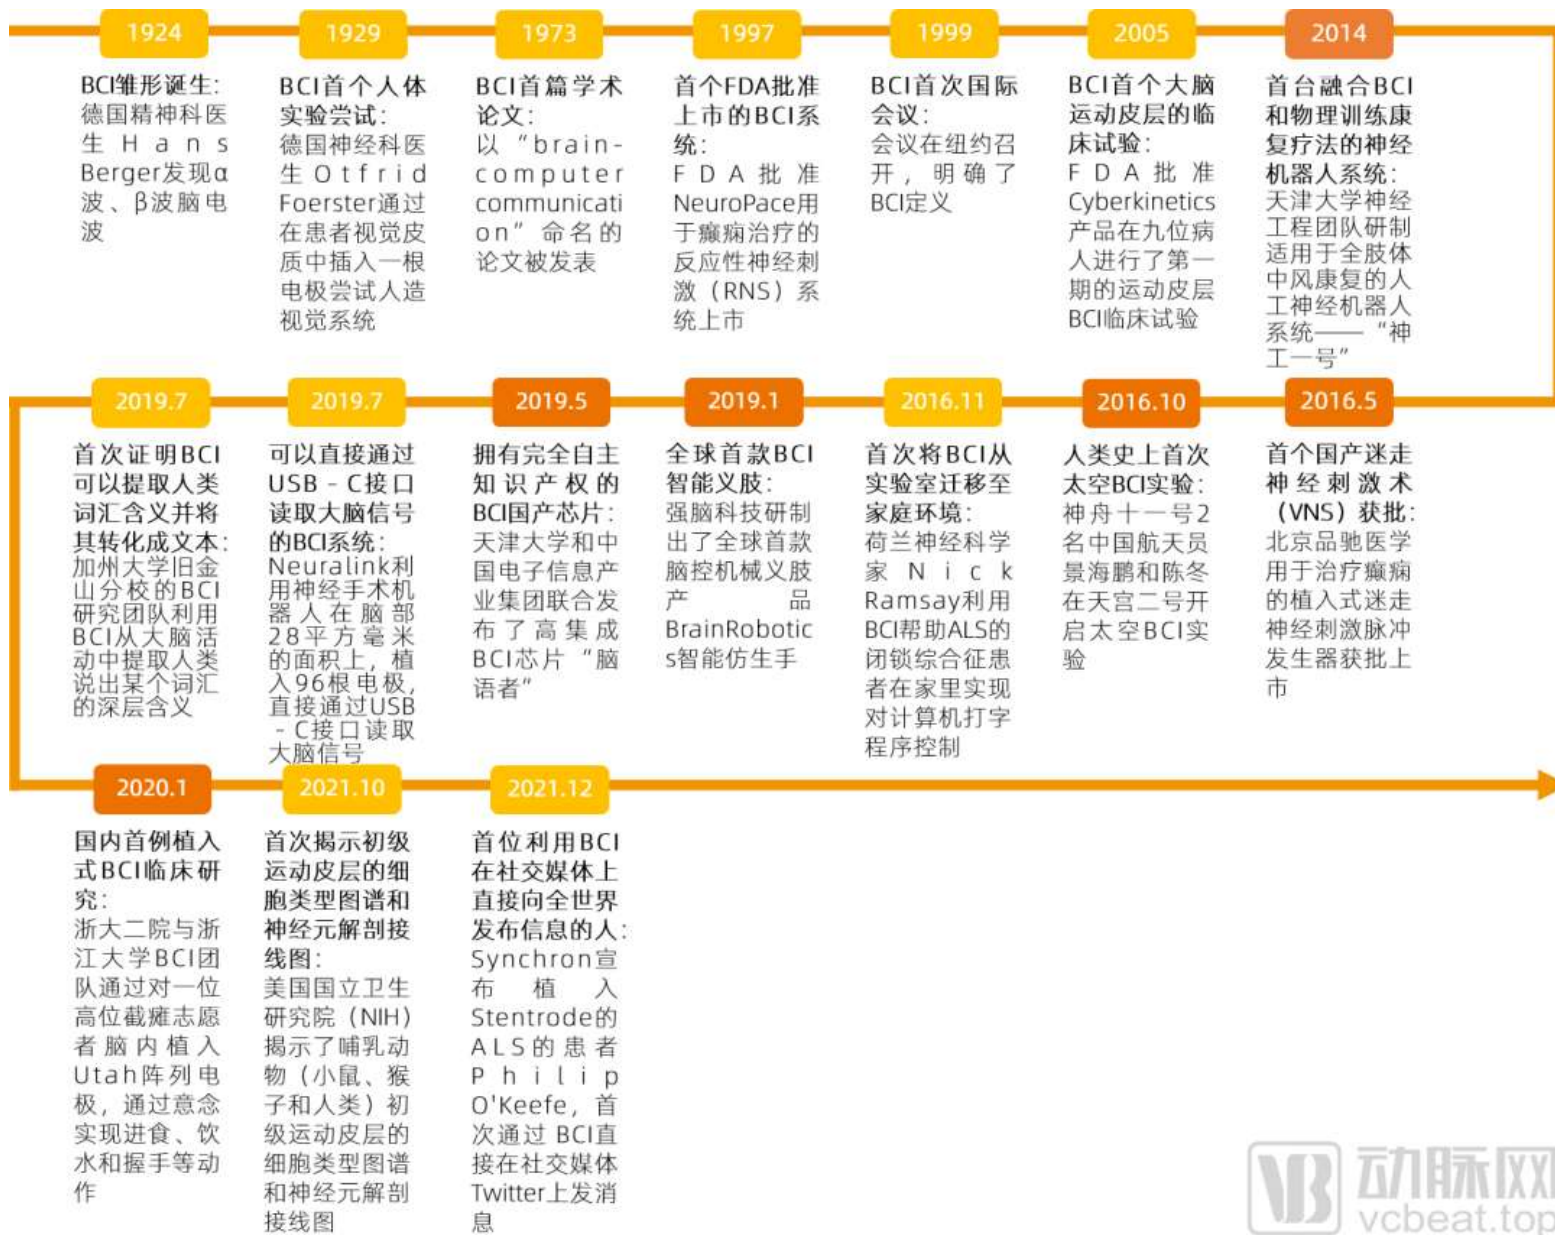 1924
BCI雏形诞生：
德国精神科医
生Hans
Berger发现α
波、β波脑电
波
1929
BCI首个人体
实验尝试：
德国神经科医
生Otfrid
Foerster通过
在患者视觉皮
质中插入一根
电极尝试人造
视觉系统
1973
BCI首篇学术
论文：
以“brain-
computer
communicati
on”命名的
论文被发表
1997
首个FDA批准
上市的BCI系
统：
FDA批准
NeuroPace用
于癫痫治疗的
反应性神经刺
激（RNS）系
统上市
1999
BCI首次国际
会议：
会议在纽约召
开，明确了
BCI定义
2005
BCI首个大脑
运动皮层的临
床试验：
FDA批准
Cyberkinetics
产品在九位病
人进行了第一
期的运动皮层
BCI临床试验
2014
首台融合BCI
和物理训练康
复疗法的神经
机器人系统：
天津大学神经
工程团队研制
适用于全肢体
中风康复的人
工神经机器人
系统——“神
工一号”
2019.7
首次证明BCI
可以提取人类
词汇含义并将
其转化成文本：
加州大学旧金
山分校的BCI
研究团队利用
BCI从大脑活
动中提取人类
说出某个词汇
的深层含义
2019.7
可以直接通过
USB-C接口
读取大脑信号
的BCI系统：
Neuralink利
用神经手术机
器人在脑部
28平方毫米
的面积上，植
入96根电极，
直接通过USB
-C接口读取
大脑信号
2019.5
拥有完全自主
知识产权的
BCI国产芯片：
天津大学和中
国电子信息产
业集团联合发
布了高集成
BCI芯片“脑
语者”
2019.1
全球首款BCI
智能义肢：
强脑科技研制
出了全球首款
脑控机械义肢
产品
BrainRobotic
s智能仿生手
2016.11
首次将BCI从
实验室迁移至
家庭环境：
荷兰神经科学
家Nick
Ramsay利用
BCI帮助ALS的
闭锁综合征患
者在家里实现
对计算机打字
程序控制
2016.10
人类史上首次
太空BCI实验：
神舟十一号2
名中国航天员
景海鹏和陈冬
在天宫二号开
启太空BCI实
验
2016.5
首个国产迷走
神经刺激术
（VNS）获批：
北京品驰医学
用于治疗癫痫
的植入式迷走
神经刺激脉冲
发生器获批上
市
2020.1
国内首例植入
式BCI临床研
究：
浙大二院与浙
江大学BCI团
队通过对一位
高位截瘫志愿
者脑内植入
Utah阵列电
极，通过意念
实现进食、饮
水和握手等动
作
2021.10
首次揭示初级
运动皮层的细
胞类型图谱和
神经元解剖接
线图：
美国国立卫生
研究院（NIH）
揭示了哺乳动
物（小鼠、猴
子和人类）初
级运动皮层的
细胞类型图谱
和神经元解剖
接线图
2021.12
首位利用BCI
在社交媒体上
直接向全世界
发布信息的人：
Synchron宣
布植入
Stentrode的
ALS的患者
Philip
O'Keefe，首
次通过 BCI直
接在社交媒体
Twitter上发消
息
动脉网
vcbeat.top